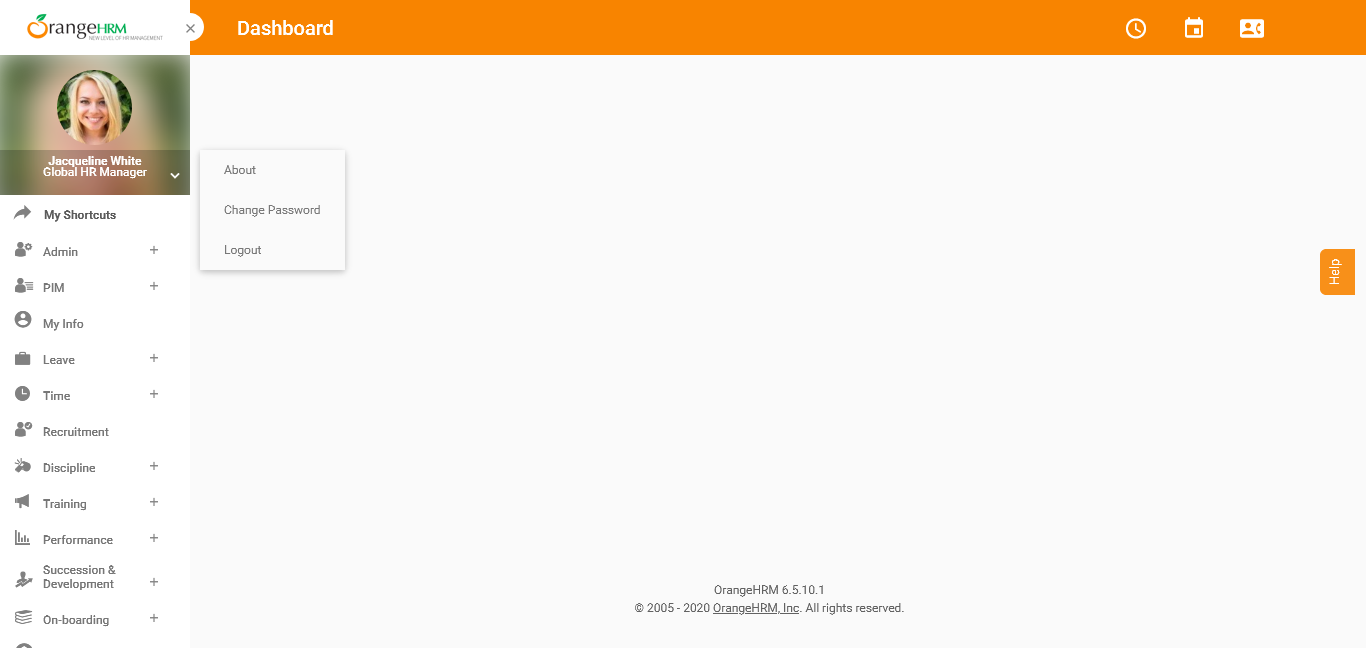 OrangeHRM
NEW LEVEL OF HR MANAGEMENT
Dashboard
Jacqueline White
Global HR Manager
About
Change Password
Logout
My Shortcuts
Admin
PIM
My Info
Leave
Time
Recruitment
Discipline
Training
Performance
Succession &
Development
On-boarding
Help
OrangeHRM 6.5.10.1
© 2005 - 2020 OrangeHRM, Inc. All rights reserved.